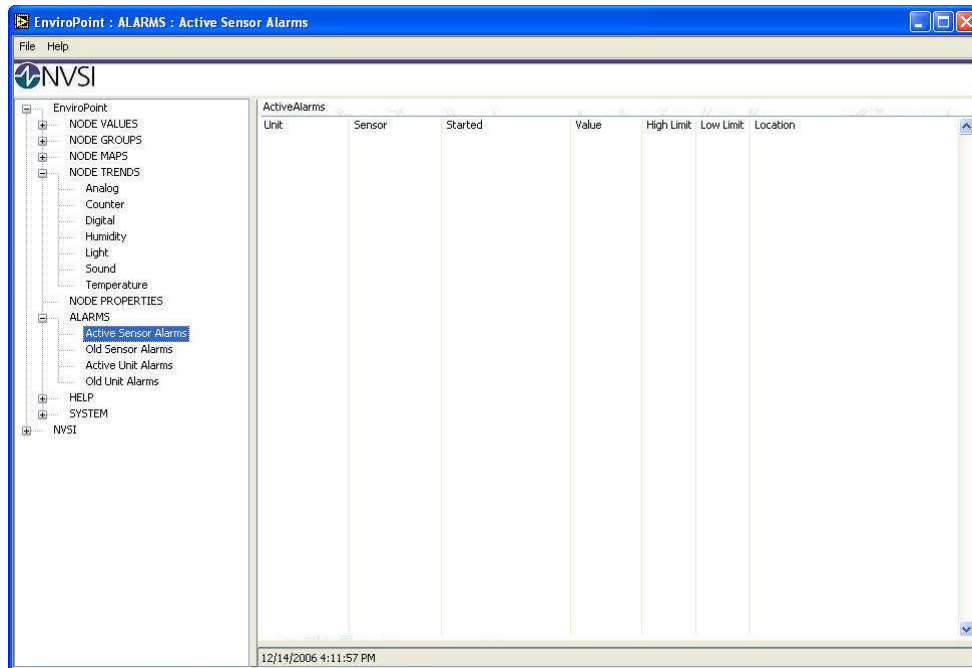 EnviroPoint : ALARMS : Active Sensor Alarms
File Help
NVSI
EnviroPoint
NODE VALUES
NODE GROUPS
NODE MAPS
NODE TRENDS
Analog
Counter
Digital
Humidity
Light
Sound
Temperature
NODE PROPERTIES
ALARMS
Active Sensor Alarms
Old Sensor Alarms
Active Unit Alarms
Old Unit Alarms
HELP
SYSTEM
NVSI
ActiveAlarms
Unit Sensor Started Value High Limit Low Limit Location
12/14/2006 4:11:57 PM